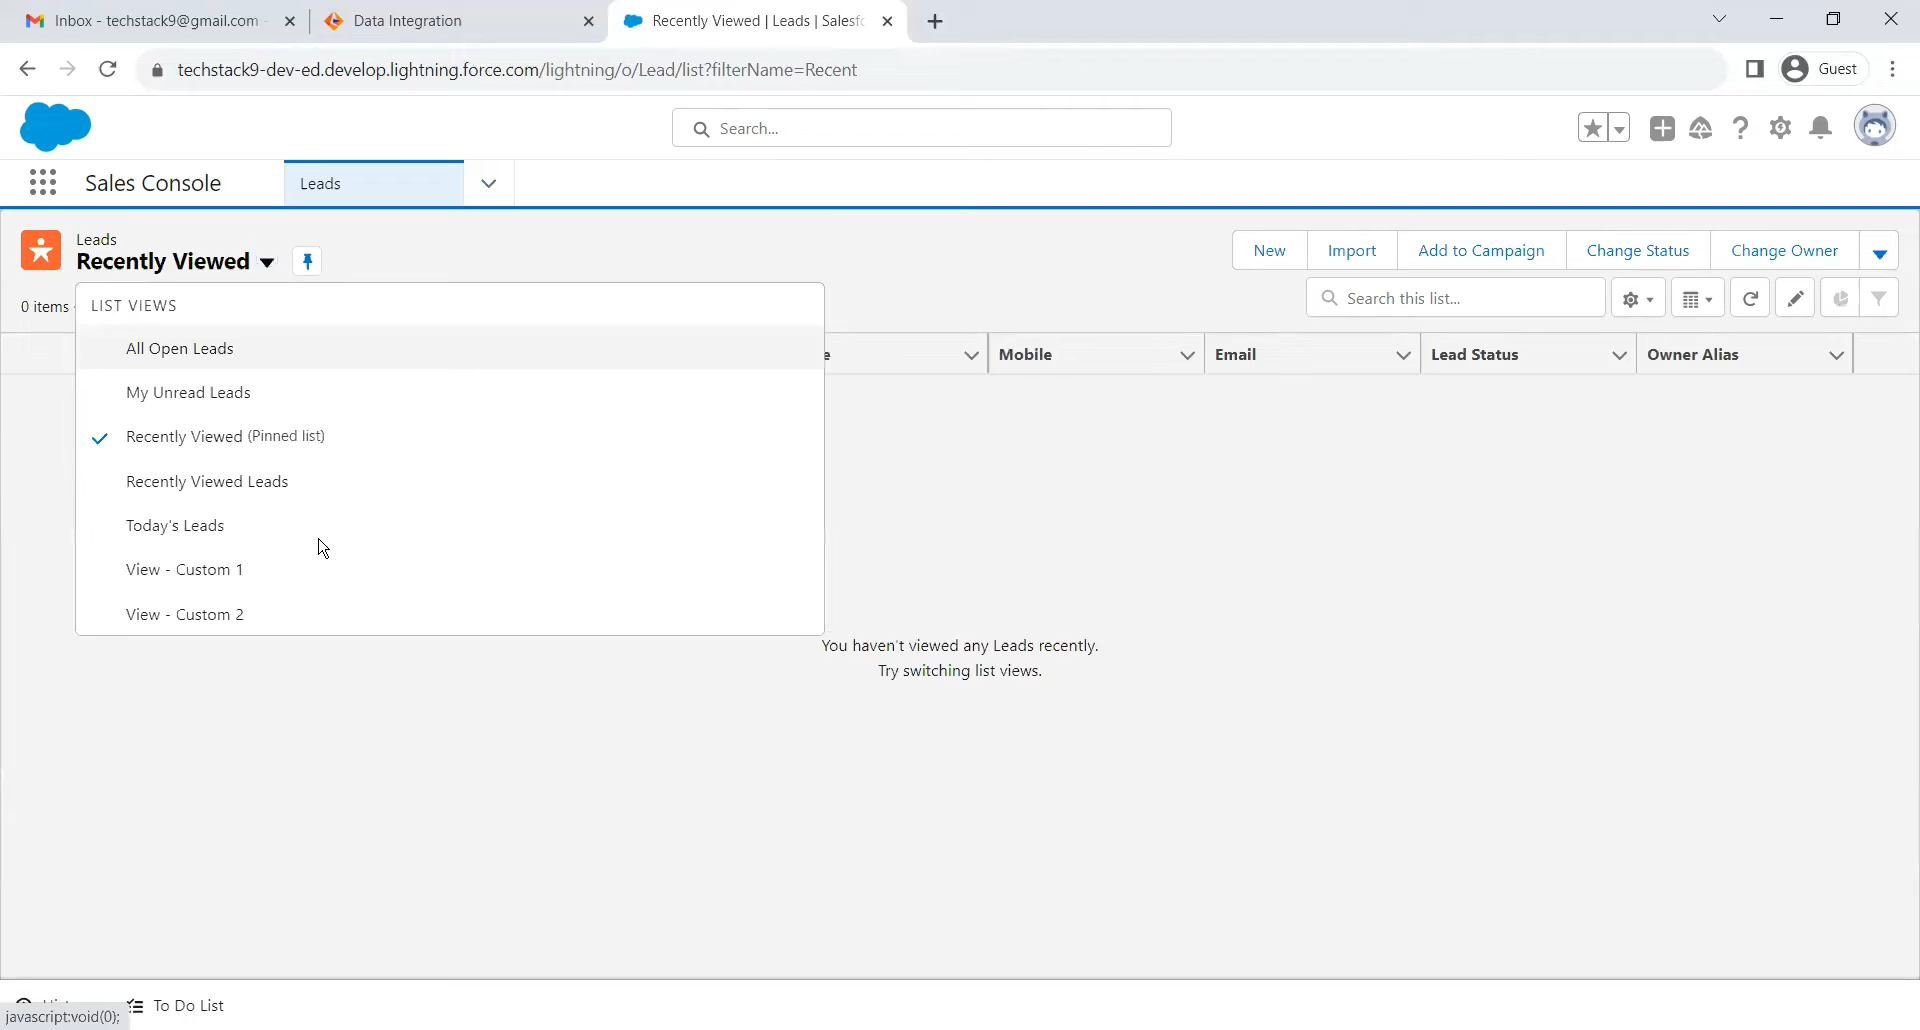 Inbox - techstack9@gmail.com -
Data Integration
Recently Viewed | Leads | Salesfo
techstack9-dev-ed.develop.lightning.force.com/lightning/o/Lead/list?filterName=Recent
Guest
Search...
Sales Console
Leads
Leads
Recently Viewed
New
Import
Add to Campaign
Change Status
Change Owner
0 items
Search this list...
LIST VIEWS
All Open Leads
My Unread Leads
Recently Viewed (Pinned list)
Recently Viewed Leads
Today's Leads
View - Custom 1
View - Custom 2
Mobile
Email
Lead Status
Owner Alias
You haven't viewed any Leads recently.
Try switching list views.
To Do List
javascript:void(0);